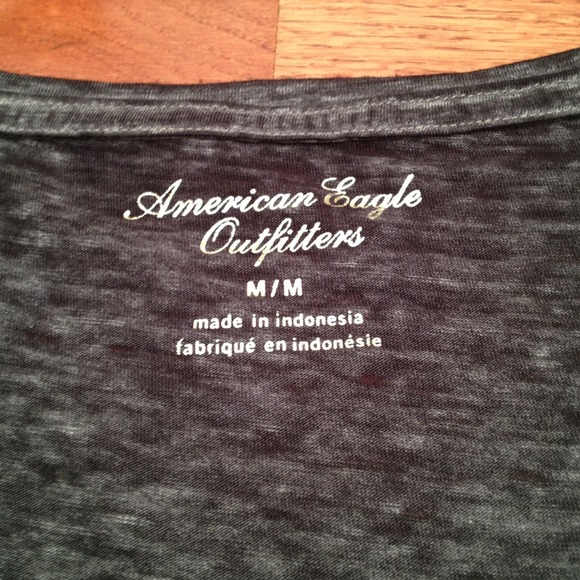 American Eagle
Outfitters
M/M
made in indonesia
fabriqué en indonésie